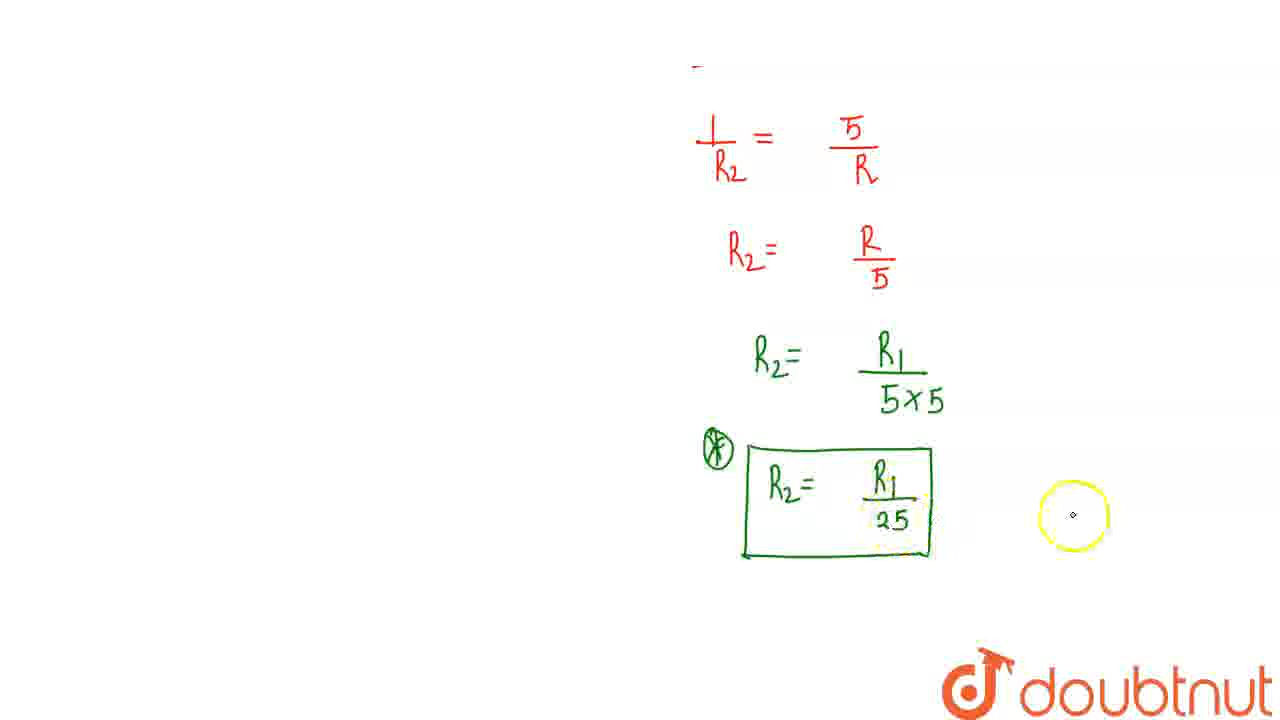 1/R2 = 5/R
R2 = R/5
R2 = R1/5×5
* R2 = R1/25
doubtnut